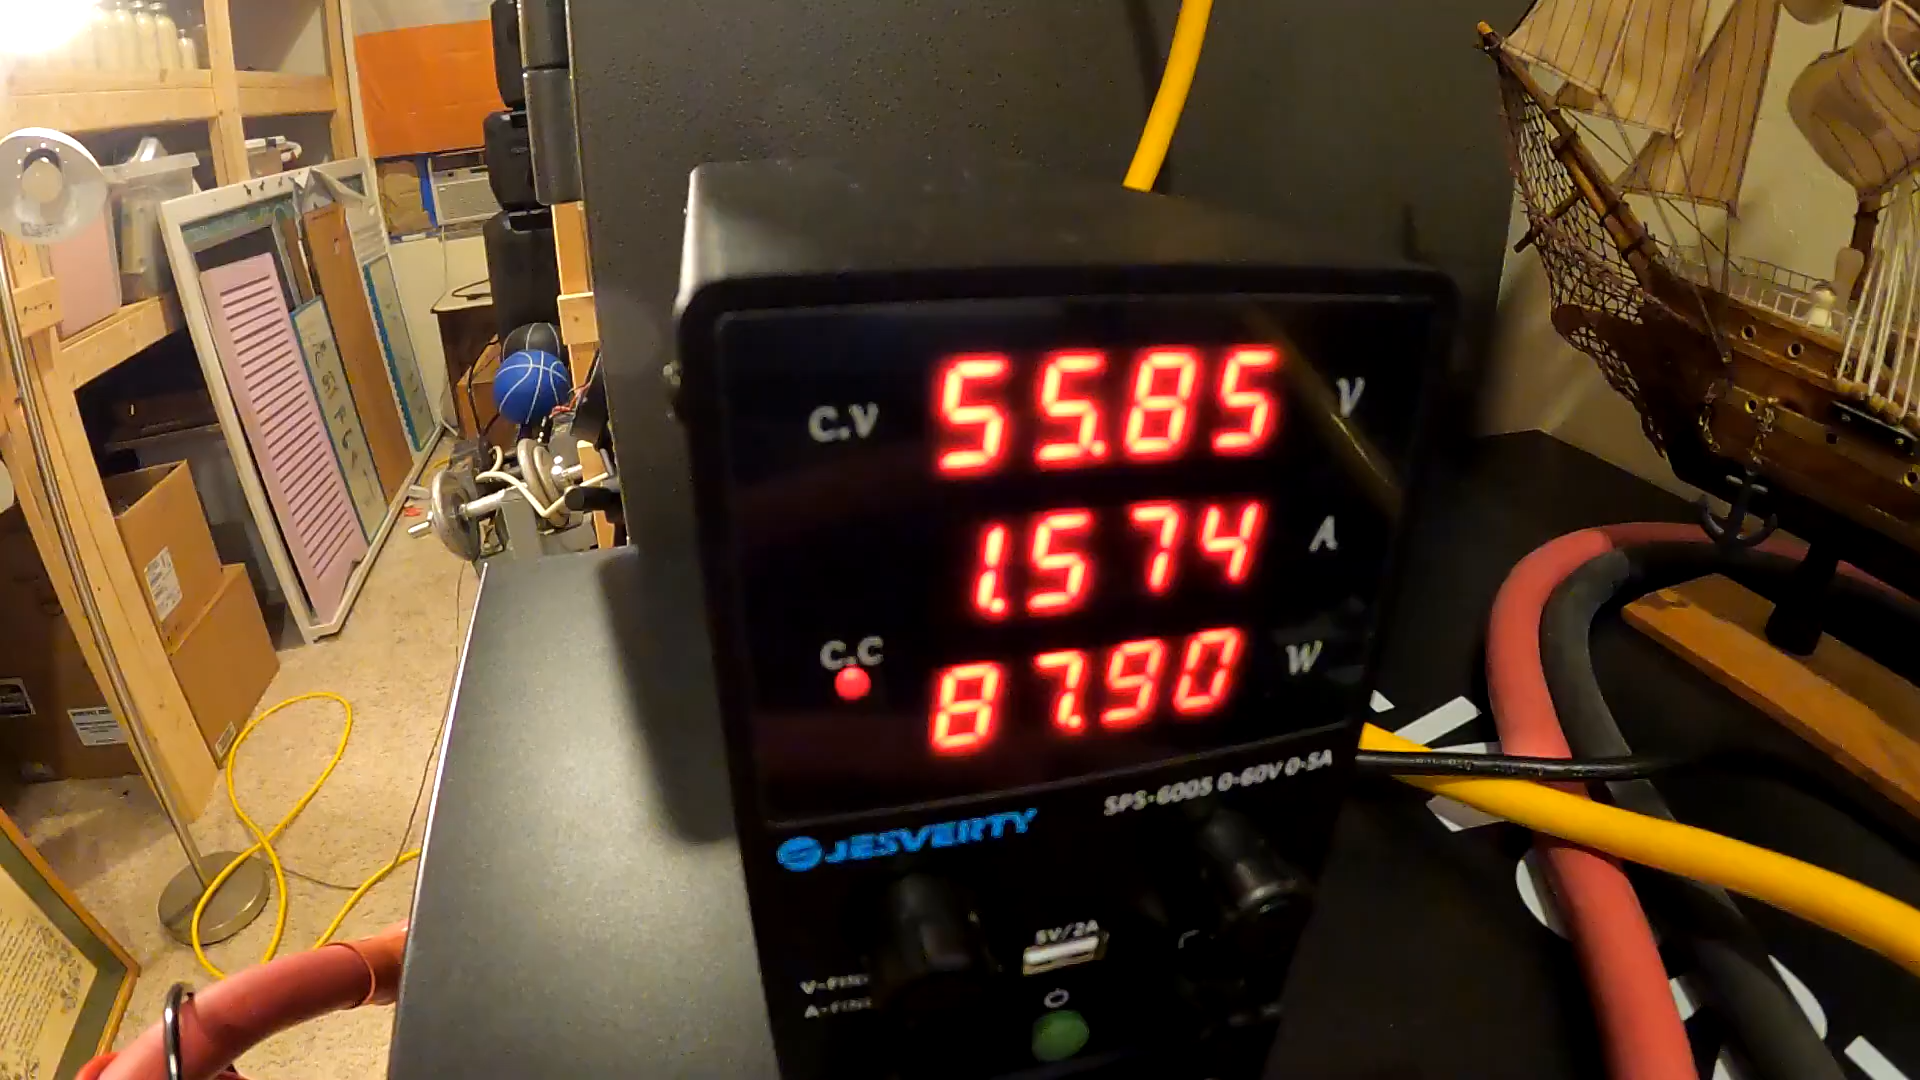 C.V 55.85 V
1.574 A
C.C 87.90 W
SPS-6005 0-60V 0-5A
JESVERTY
5V/2A
V-FINE
A-FINE